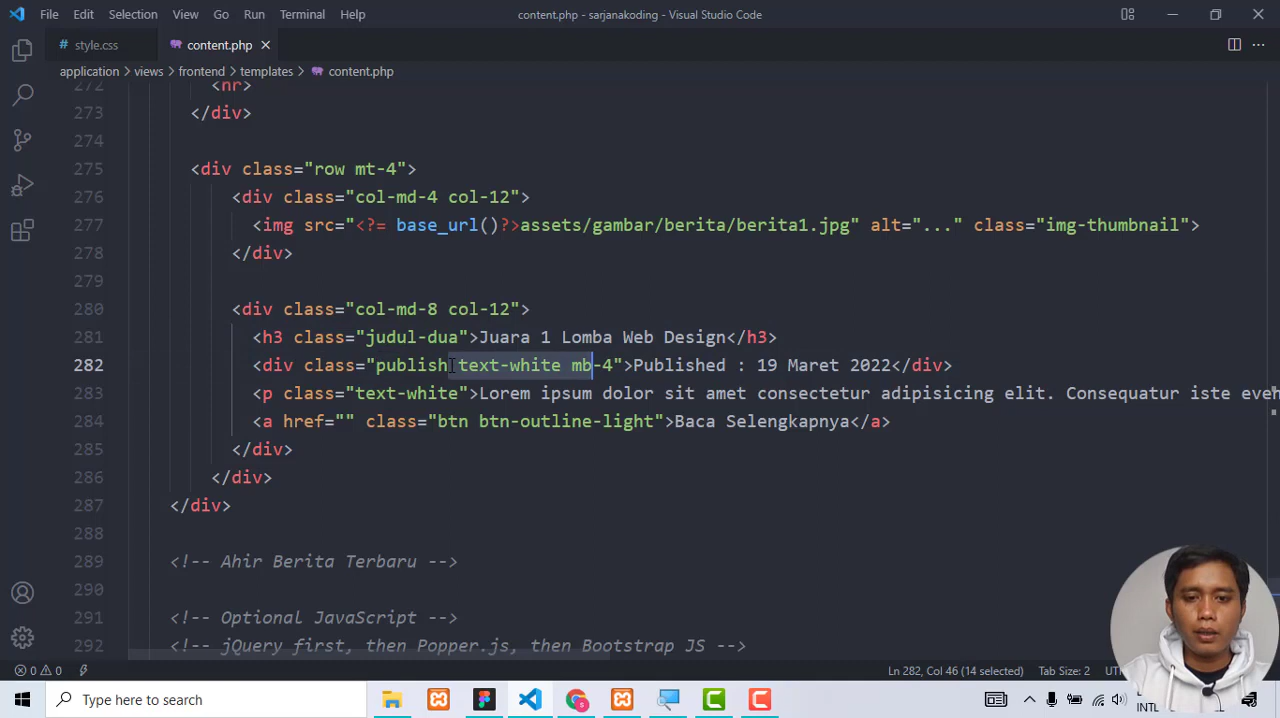 File Edit Selection View Go Run Terminal Help content.php - sarjanakoding - Visual Studio Code
style.css content.php
application > views > frontend > templates > content.php
272 <nr>
273 </div>
274
275 <div class="row mt-4">
276 <div class="col-md-4 col-12">
277 <img src="<?= base_url()?>assets/gambar/berita/berita1.jpg" alt="..." class="img-thumbnail">
278 </div>
279
280 <div class="col-md-8 col-12">
281 <h3 class="judul-dua">Juara 1 Lomba Web Design</h3>
282 <div class="publish text-white mb-4">Published : 19 Maret 2022</div>
283 <p class="text-white">Lorem ipsum dolor sit amet consectetur adipisicing elit. Consequatur iste eve
284 <a href="" class="btn btn-outline-light">Baca Selengkapnya</a>
285 </div>
286 </div>
287 </div>
288
289 <!-- Ahir Berita Terbaru -->
290
291 <!-- Optional JavaScript -->
292 <!-- jQuery first, then Popper.js, then Bootstrap JS -->
0 0 Ln 282, Col 46 (14 selected) Tab Size: 2
Type here to search INTL